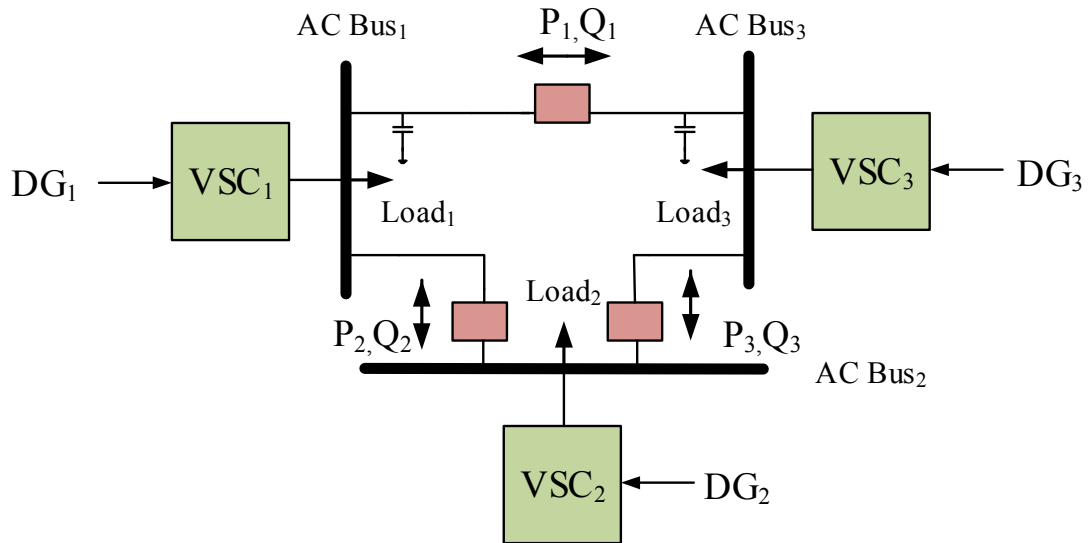 AC Bus₁
P₁,Q₁
AC Bus₃
DG₁
VSC₁
Load₁
Load₃
VSC₃
DG₃
Load₂
P₂,Q₂
P₃,Q₃
AC Bus₂
VSC₂
DG₂